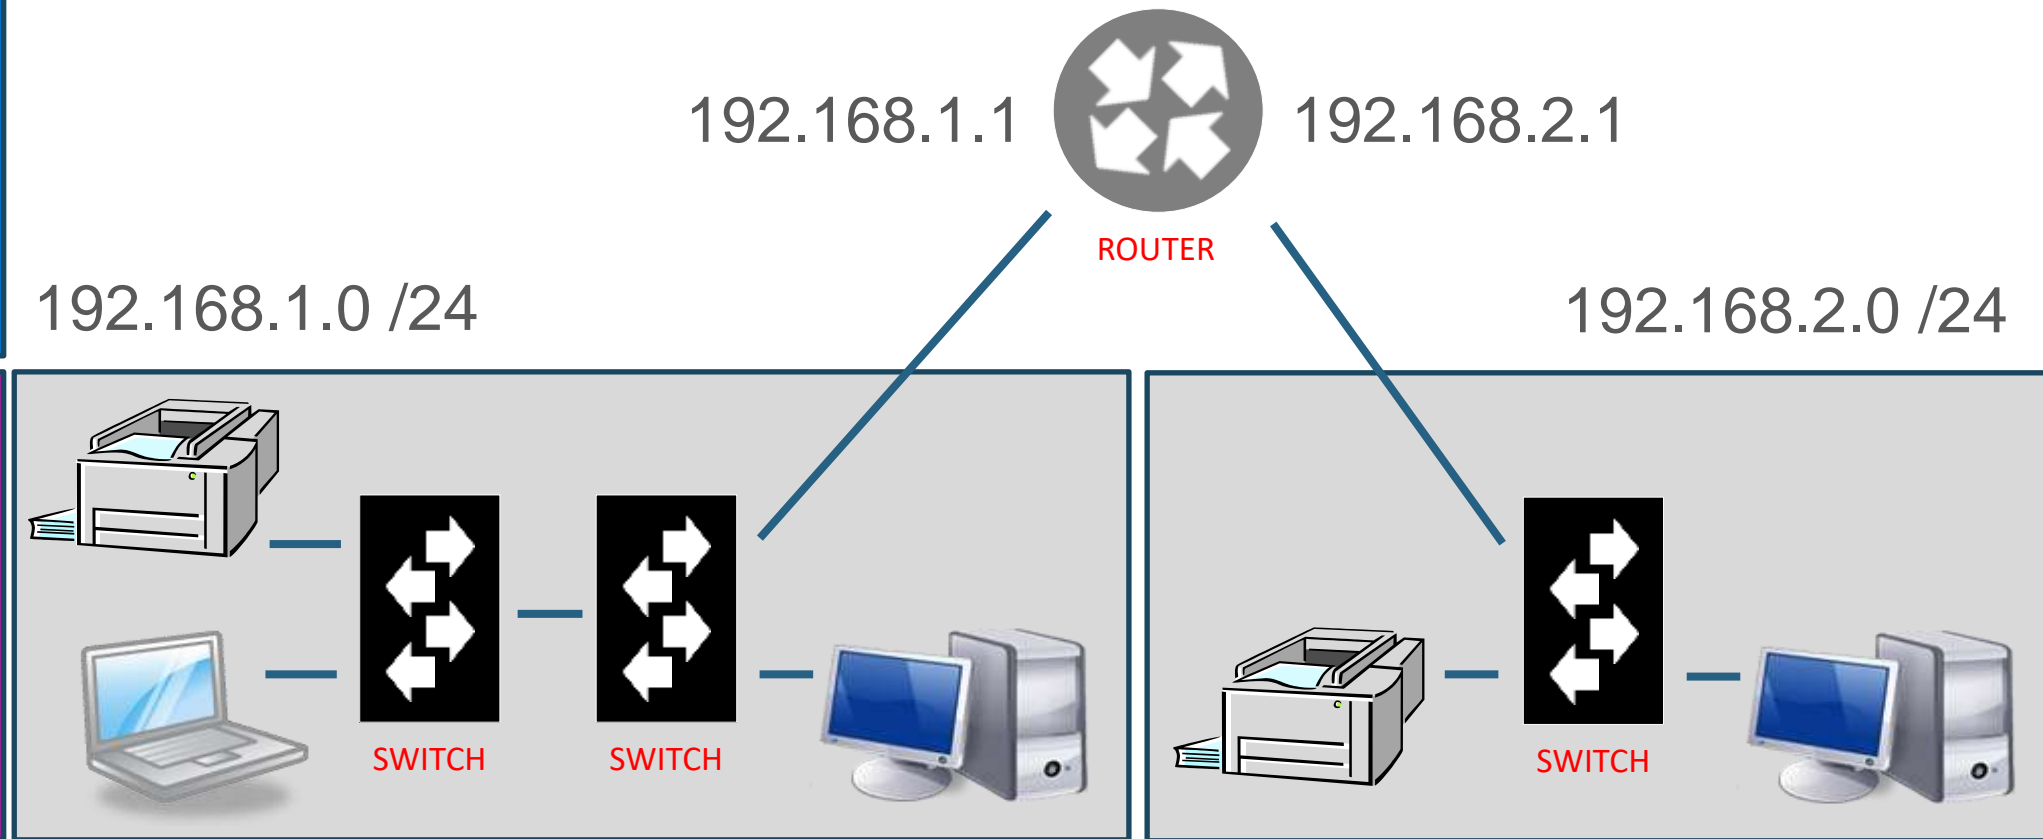 192.168.1.1
192.168.2.1
ROUTER
192.168.1.0 /24
192.168.2.0 /24
SWITCH
SWITCH
SWITCH